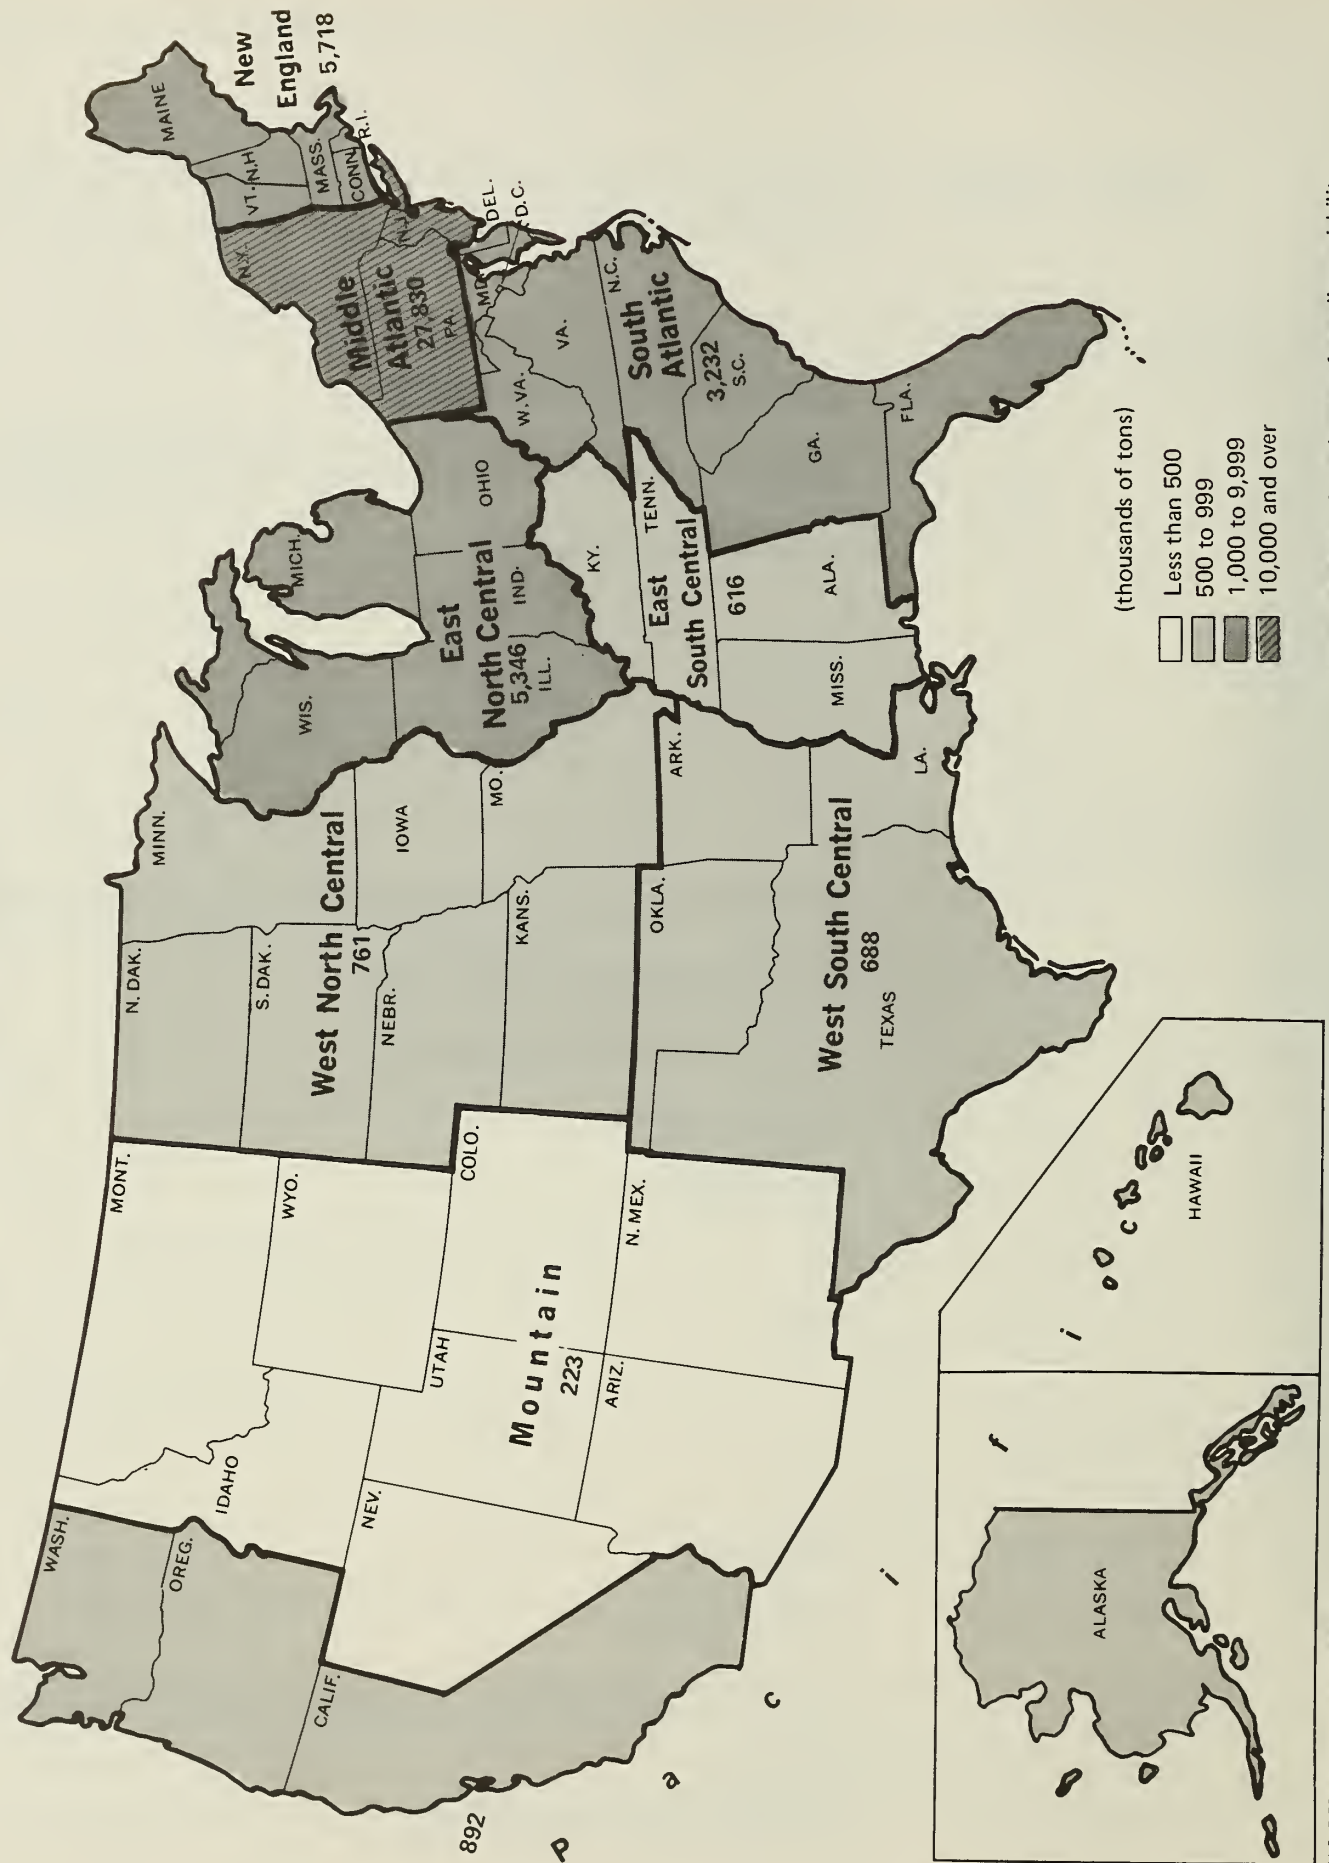 WASH.
OREG.
CALIF.
892
P
a
c
i
f
i
c
IDAHO
NEV.
MONT.
WYO.
UTAH
COLO.
Mountain
223
ARIZ.
N. MEX.
N. DAK.
S. DAK.
MINN.
West North Central
761
NEBR.
IOWA
KANS.
MO.
OKLA.
ARK.
West South Central
688
TEXAS
LA.
WIS.
MICH.
East
North Central
5,346
ILL.
IND.
OHIO
KY.
TENN.
East
South Central
616
MISS.
ALA.
New
England
5,718
MAINE
VT.
N.H
MASS.
CONN
R.I.
N.Y.
Middle
Atlantic
27,830
PA.
N.J.
DEL.
D.C.
MD.
W.VA.
VA.
N.C.
South
Atlantic
3,232
S.C.
GA.
FLA.
ALASKA
HAWAII
(thousands of tons)
Less than 500
500 to 999
1,000 to 9,999
10,000 and over